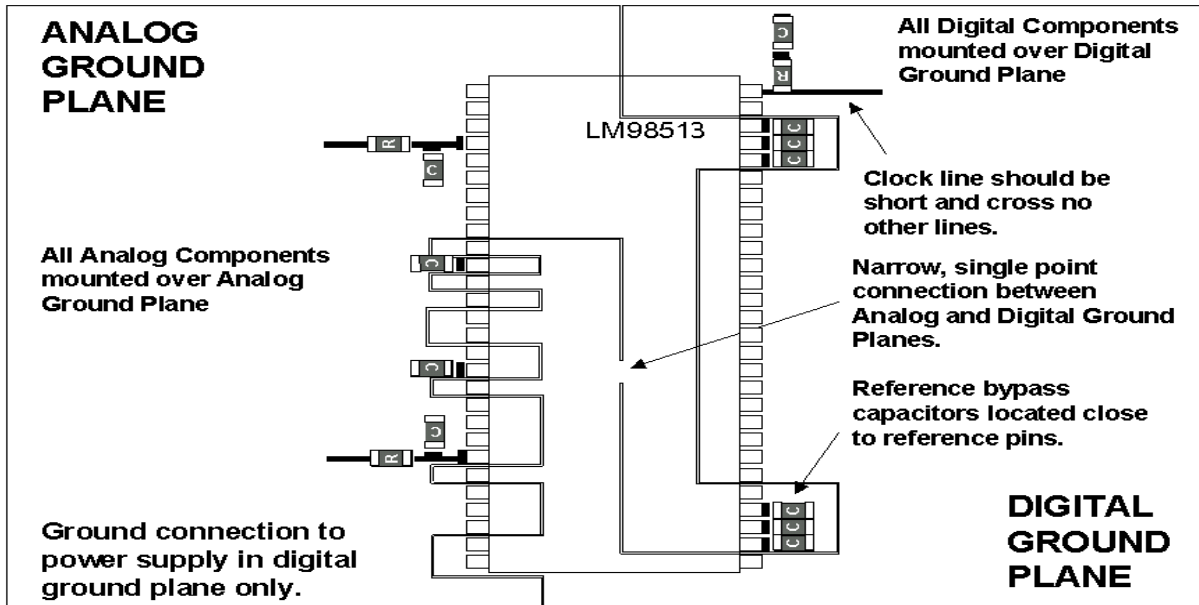 ANALOG
GROUND
PLANE
R
C
All Analog Components
mounted over Analog
Ground Plane
C
C
C
R
Ground connection to
power supply in digital
ground plane only.
LM98513
C
R
All Digital Components
mounted over Digital
Ground Plane
C
C
C
Clock line should be
short and cross no
other lines.
Narrow, single point
connection between
Analog and Digital Ground
Planes.
Reference bypass
capacitors located close
to reference pins.
C
C
C
DIGITAL
GROUND
PLANE